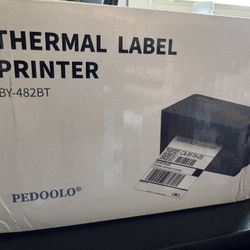 THERMAL LABEL
PRINTER
BY-482BT
PEDOOLO®